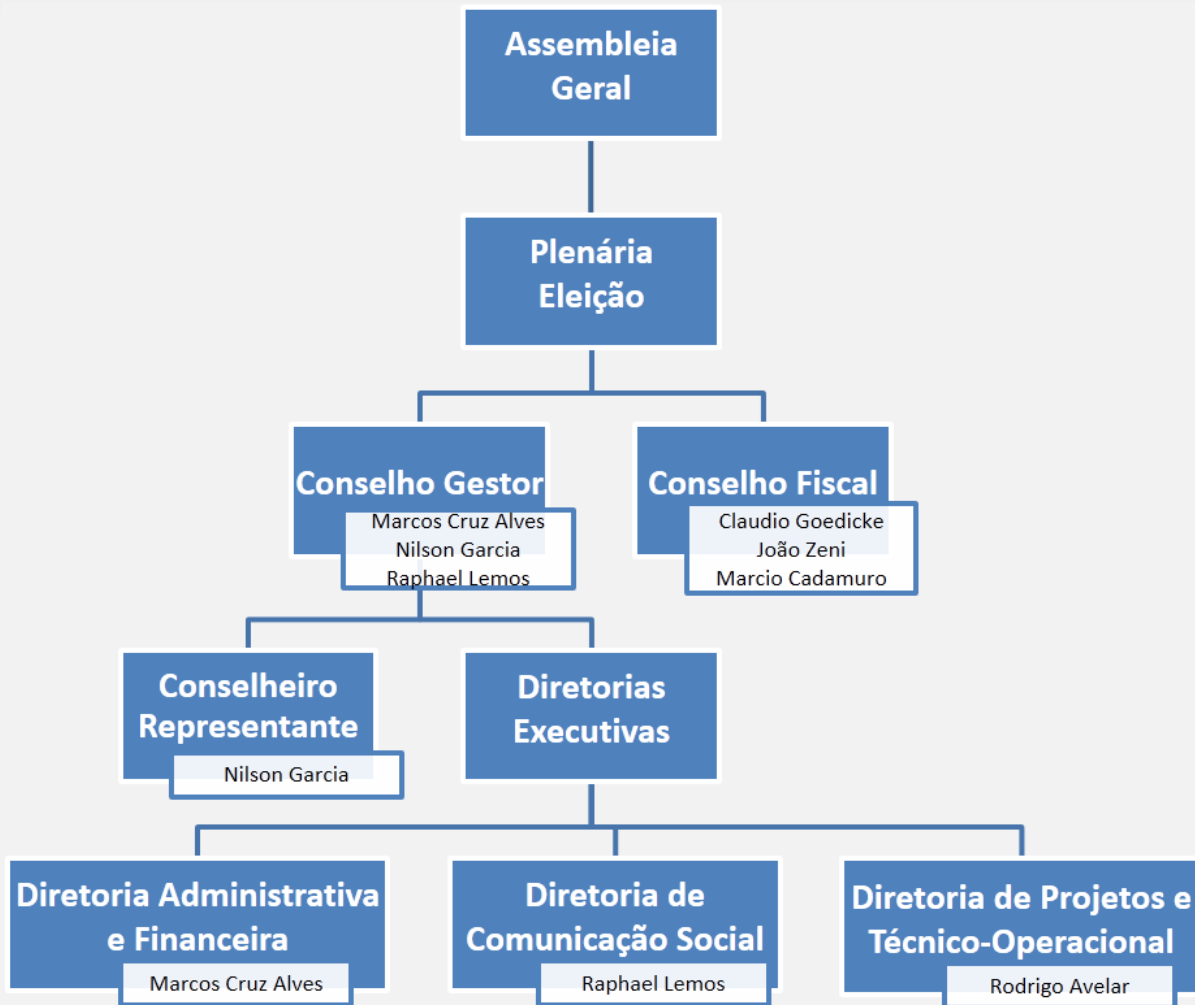 Assembleia
Geral
Plenária
Eleição
Conselho Gestor
Marcos Cruz Alves
Nilson Garcia
Raphael Lemos
Conselho Fiscal
Claudio Goedicke
João Zeni
Marcio Cadamuro
Conselheiro
Representante
Nilson Garcia
Diretorias
Executivas
Diretoria Administrativa
e Financeira
Marcos Cruz Alves
Diretoria de
Comunicação Social
Raphael Lemos
Diretoria de Projetos e
Técnico-Operacional
Rodrigo Avelar